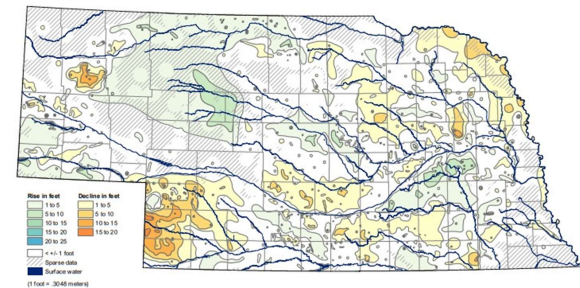 Rise in feet
Decline in feet
1 to 5
1 to 5
5 to 10
5 to 10
10 to 15
10 to 15
15 to 20
15 to 20
20 to 25
< +/- 1 foot
Sparse data
Surface water
(1 foot = .3048 meters)